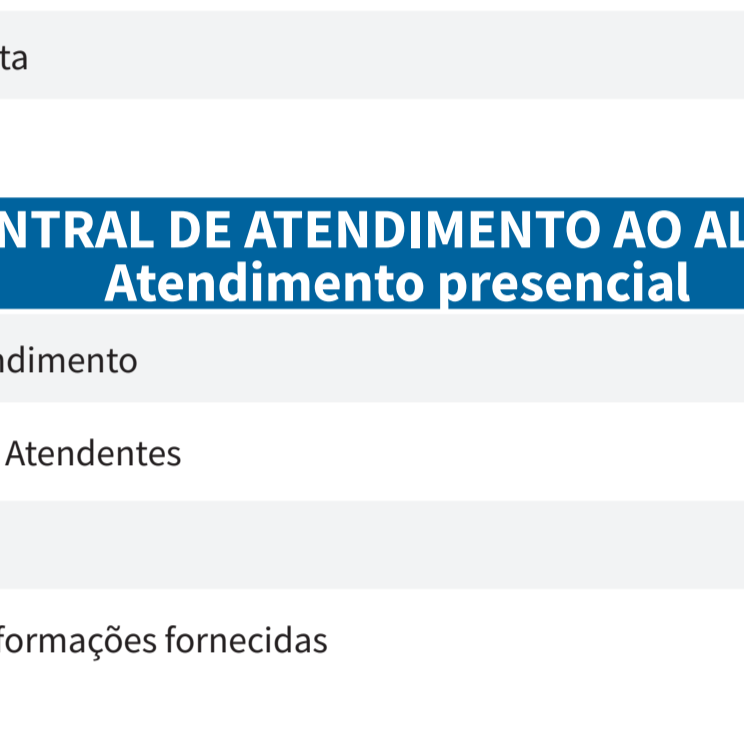 ta
NTRAL DE ATENDIMENTO AO AL
Atendimento presencial
ndimento
Atendentes
formações fornecidas